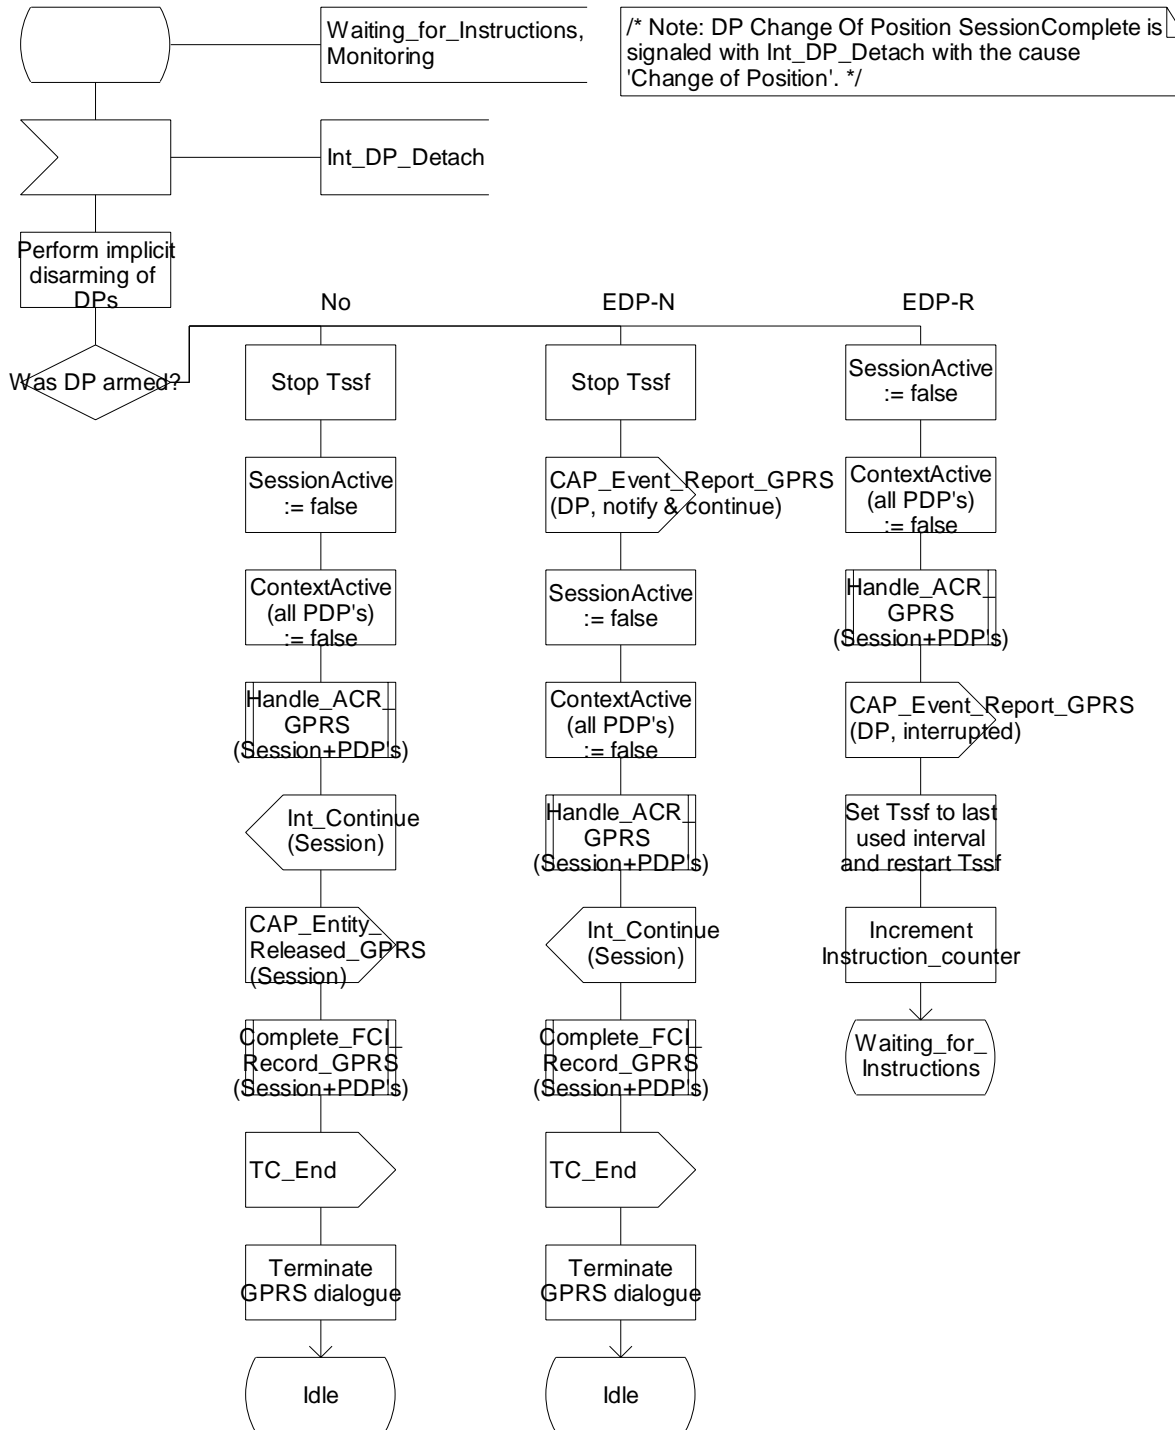 Waiting_for_Instructions,
Monitoring
/* Note: DP Change Of Position SessionComplete is
signaled with Int_DP_Detach with the cause
'Change of Position'. */
Int_DP_Detach
Perform implicit
disarming of
DPs
Was DP armed?
No
Stop Tssf
SessionActive
:= false
ContextActive
(all PDP's)
:= false
Handle_ACR_
GPRS
(Session+PDP's)
Int_Continue
(Session)
CAP_Entity_
Released_GPRS
(Session)
Complete_FCI_
Record_GPRS
(Session+PDP's)
TC_End
Terminate
GPRS dialogue
Idle
EDP-N
Stop Tssf
CAP_Event_Report_GPRS
(DP, notify & continue)
SessionActive
:= false
ContextActive
(all PDP's)
:= false
Handle_ACR_
GPRS
(Session+PDP's)
Int_Continue
(Session)
Complete_FCI_
Record_GPRS
(Session+PDP's)
TC_End
Terminate
GPRS dialogue
Idle
EDP-R
SessionActive
:= false
ContextActive
(all PDP's)
:= false
Handle_ACR_
GPRS
(Session+PDP's)
CAP_Event_Report_GPRS
(DP, interrupted)
Set Tssf to last
used interval
and restart Tssf
Increment
Instruction_counter
Waiting_for_
Instructions